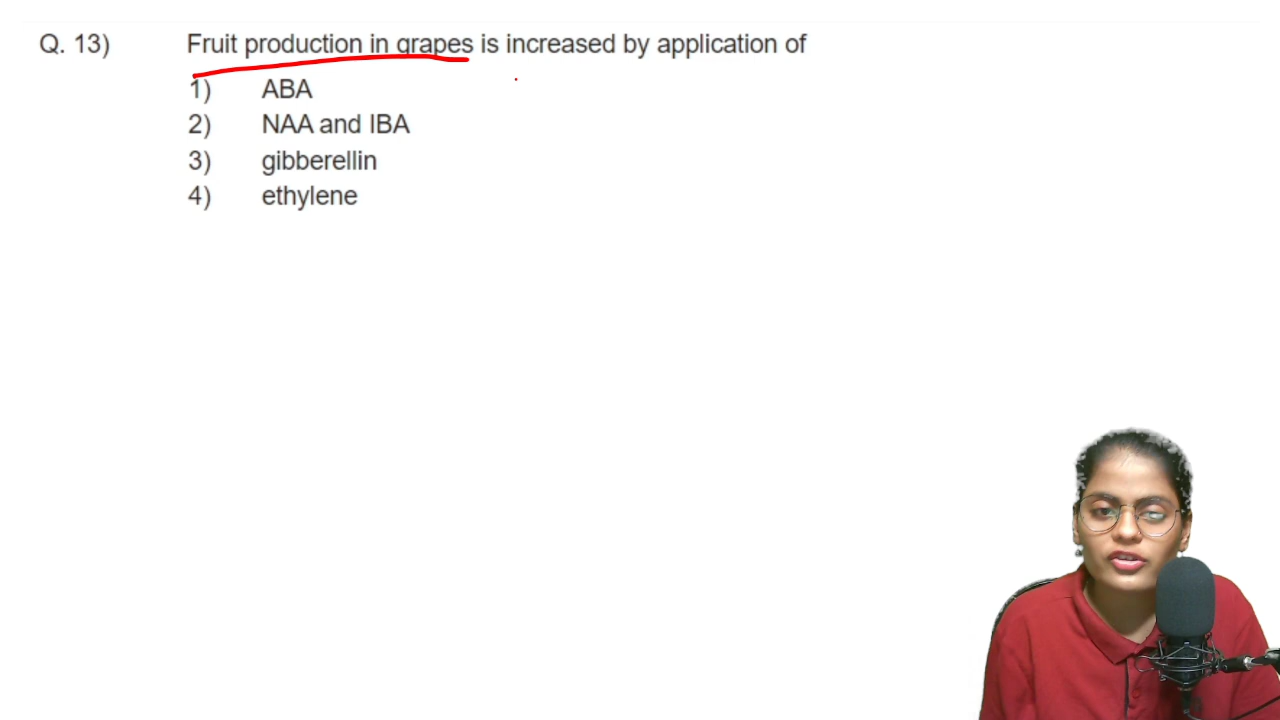 Q. 13) Fruit production in grapes is increased by application of
1) ABA
2) NAA and IBA
3) gibberellin
4) ethylene